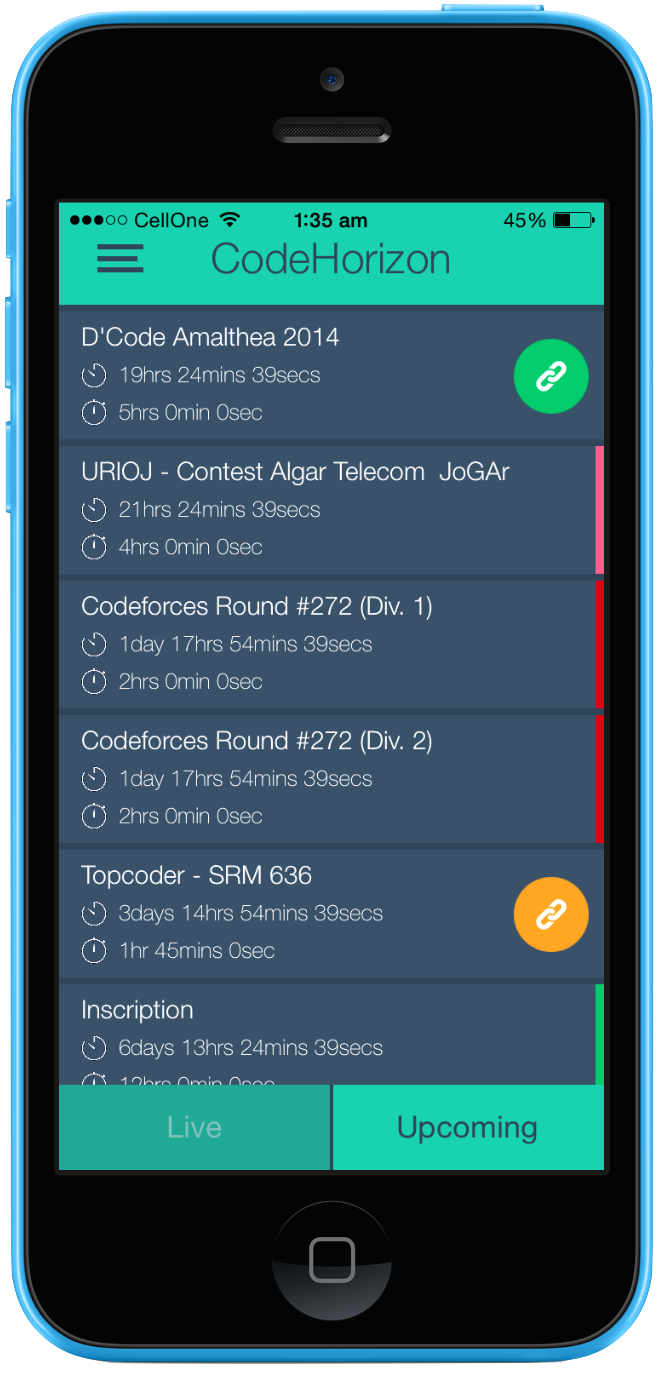 CellOne 1:35 am 45%
CodeHorizon
D'Code Amalthea 2014
19hrs 24mins 39secs
5hrs 0min 0sec
URIOJ - Contest Algar Telecom  JoGAr
21hrs 24mins 39secs
4hrs 0min 0sec
Codeforces Round #272 (Div. 1)
1day 17hrs 54mins 39secs
2hrs 0min 0sec
Codeforces Round #272 (Div. 2)
1day 17hrs 54mins 39secs
2hrs 0min 0sec
Topcoder - SRM 636
3days 14hrs 54mins 39secs
1hr 45mins 0sec
Inscription
6days 13hrs 24mins 39secs
12hrs 0min 0sec
Live Upcoming